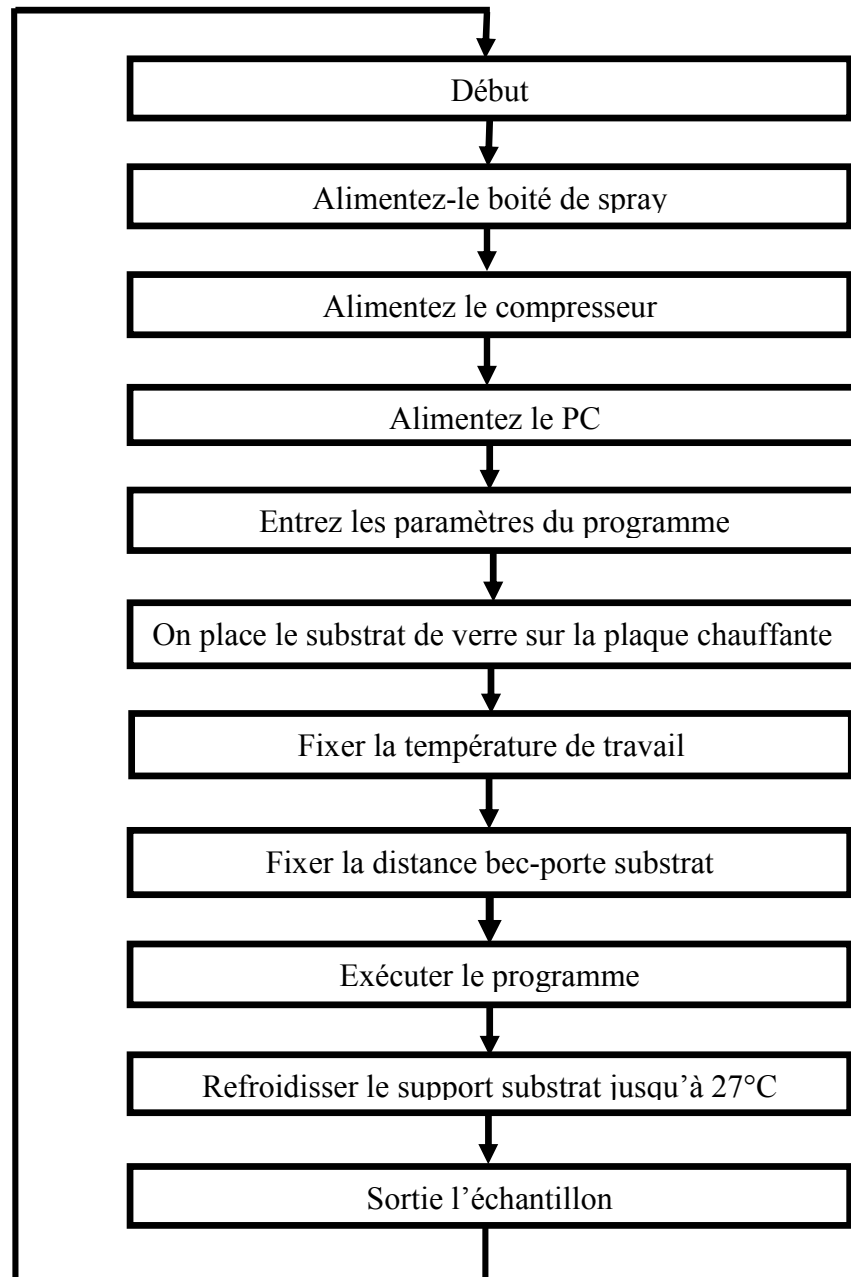 Début
Alimentez-le boité de spray
Alimentez le compresseur
Alimentez le PC
Entrez les paramètres du programme
On place le substrat de verre sur la plaque chauffante
Fixer la température de travail
Fixer la distance bec-porte substrat
Exécuter le programme
Refroidisser le support substrat jusqu’à 27°C
Sortie l’échantillon